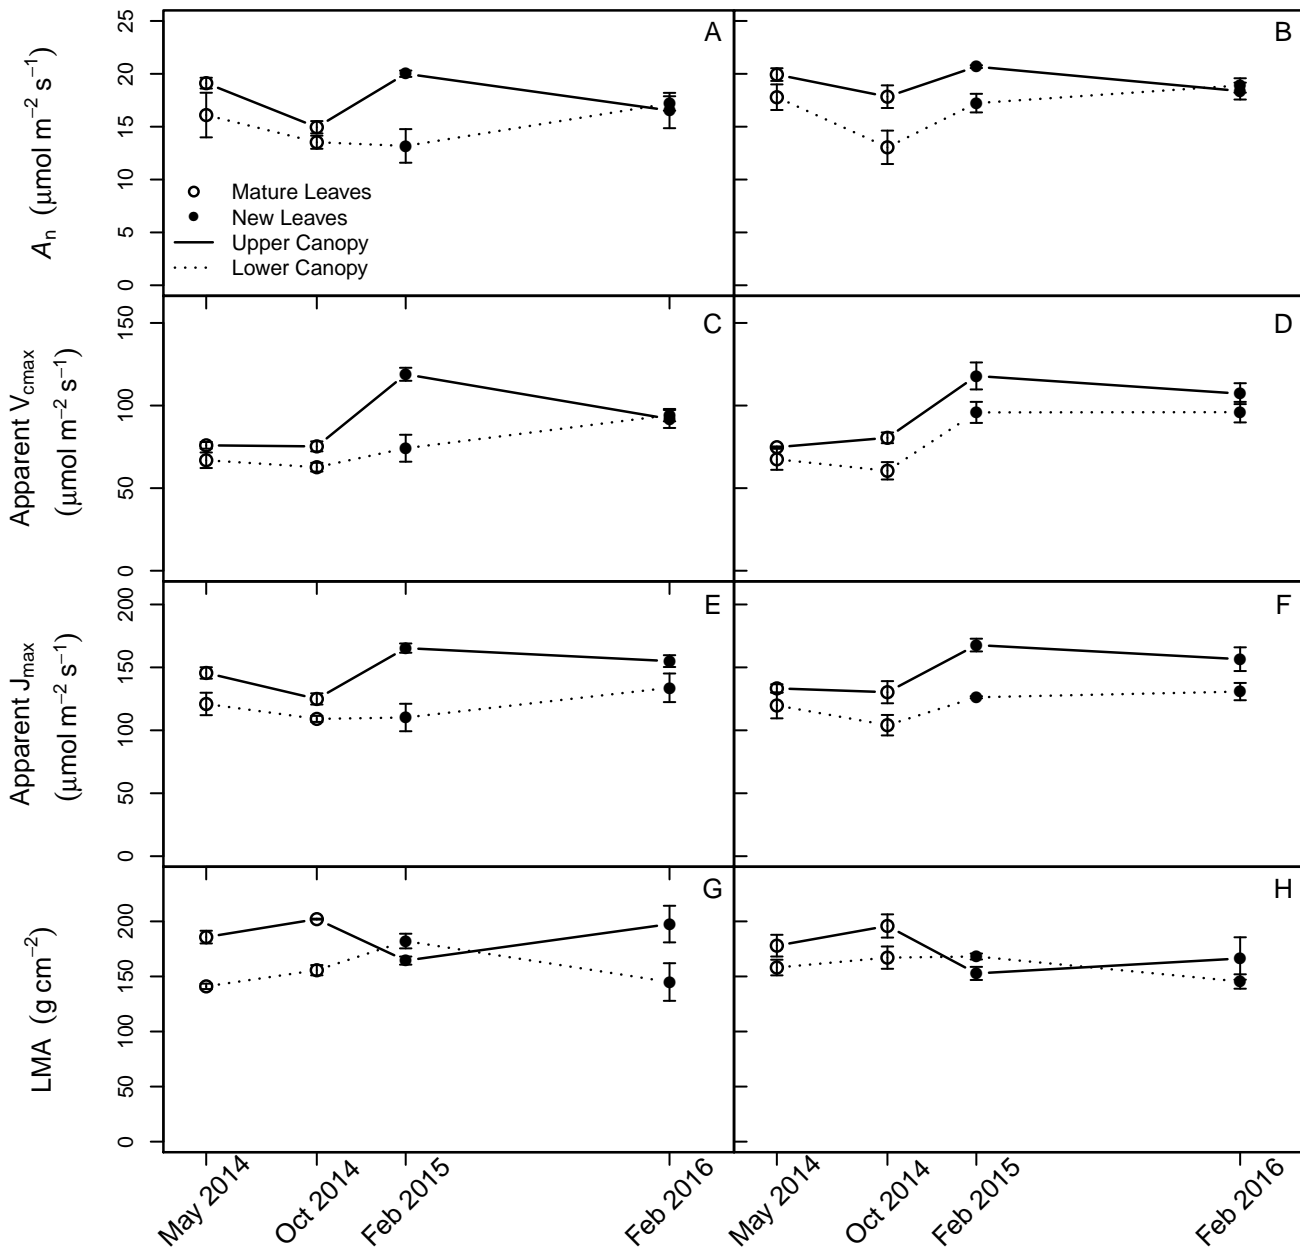 A
B
25
20
15
10
5
0
Aₙ (μmol m⁻² s⁻¹)
Mature Leaves
New Leaves
Upper Canopy
Lower Canopy
C
D
150
100
50
0
Apparent Vcmax
(μmol m⁻² s⁻¹)
E
F
200
150
100
50
0
Apparent Jmax
(μmol m⁻² s⁻¹)
G
H
200
150
100
50
0
LMA (g cm⁻²)
May 2014
Oct 2014
Feb 2015
Feb 2016
May 2014
Oct 2014
Feb 2015
Feb 2016